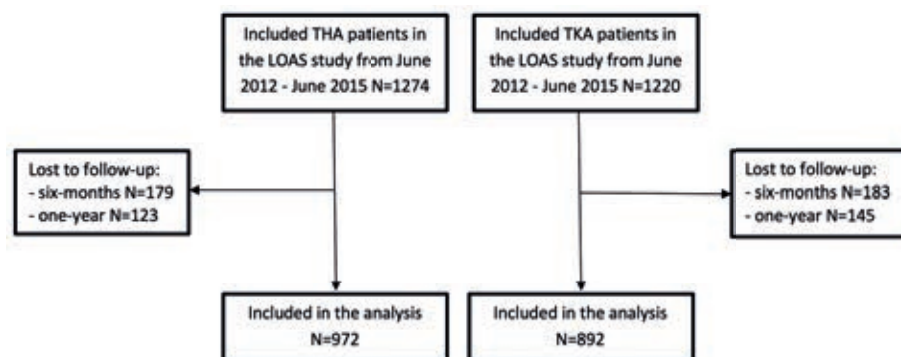 Included THA patients in
the LOAS study from June
2012 - June 2015 N=1274
Included TKA patients in
the LOAS study from June
2012 - June 2015 N=1220
Lost to follow-up:
- six-months N=179
- one-year N=123
Lost to follow-up:
- six-months N=183
- one-year N=145
Included in the analysis
N=972
Included in the analysis
N=892